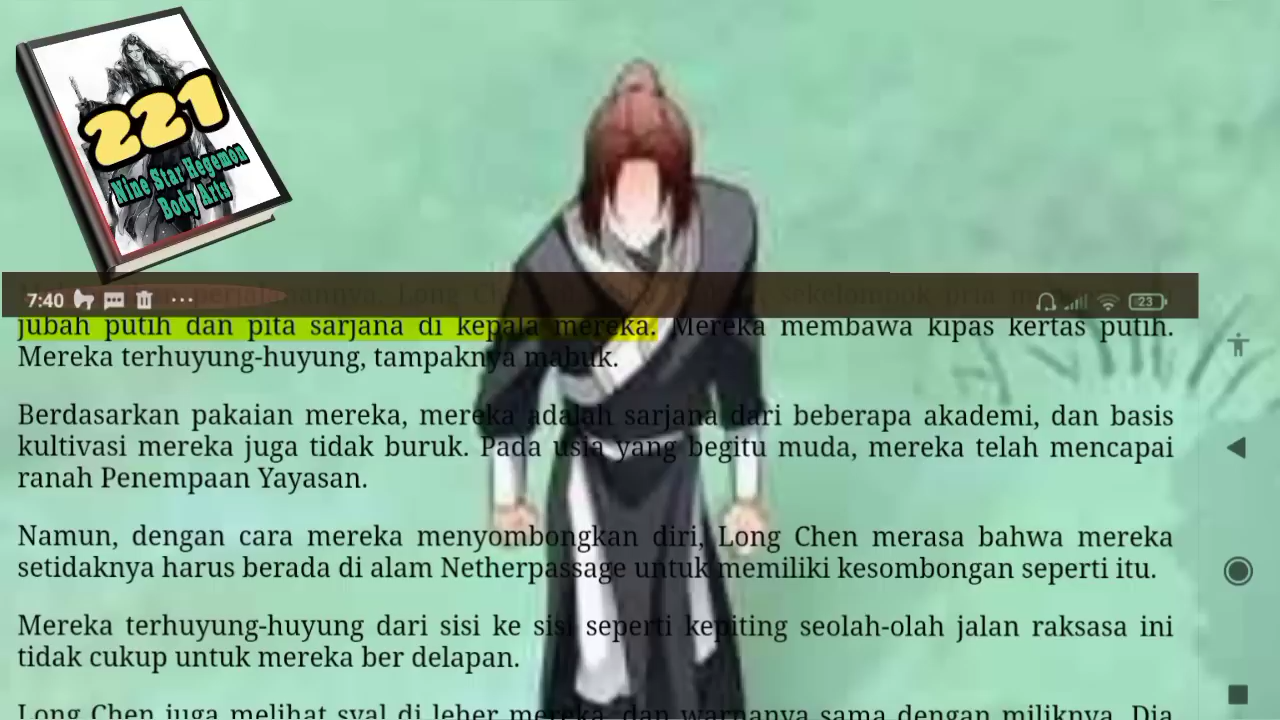 221
Nine Star Hegemon
Body Arts
perjalanannya, Long sekelompok pria
7:40 ... 23
jubah putih dan pita sarjana di kepala mereka. Mereka membawa kipas kertas putih.
Mereka terhuyung-huyung, tampaknya mabuk.
Berdasarkan pakaian mereka, mereka adalah sarjana dari beberapa akademi, dan basis
kultivasi mereka juga tidak buruk. Pada usia yang begitu muda, mereka telah mencapai
ranah Penempaan Yayasan.
Namun, dengan cara mereka menyombongkan diri, Long Chen merasa bahwa mereka
setidaknya harus berada di alam Netherpassage untuk memiliki kesombongan seperti itu.
Mereka terhuyung-huyung dari sisi ke sisi seperti kepiting seolah-olah jalan raksasa ini
tidak cukup untuk mereka ber delapan.
Long Chen juga melihat syal di leher mereka, dan warnanya sama dengan miliknya. Dia